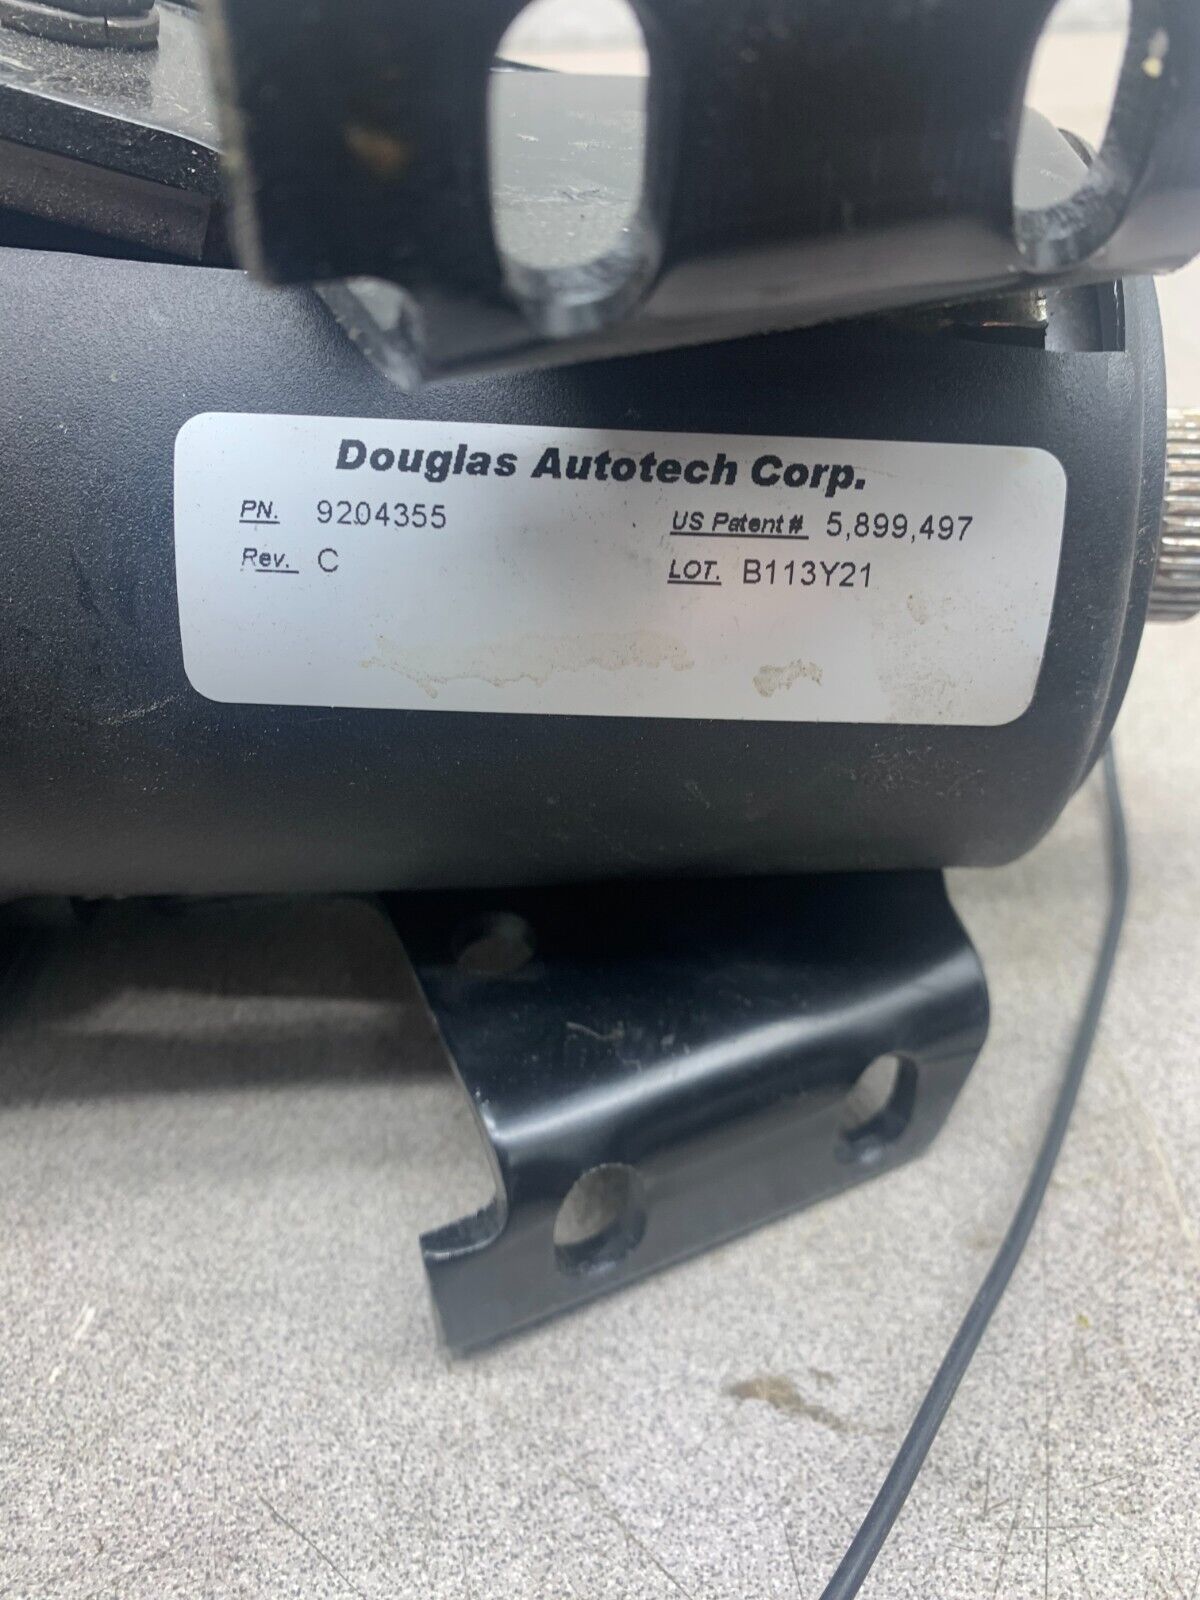 Douglas Autotech Corp.
PN. 9204355 US Patent # 5,899,497
Rev. C LOT. B113Y21